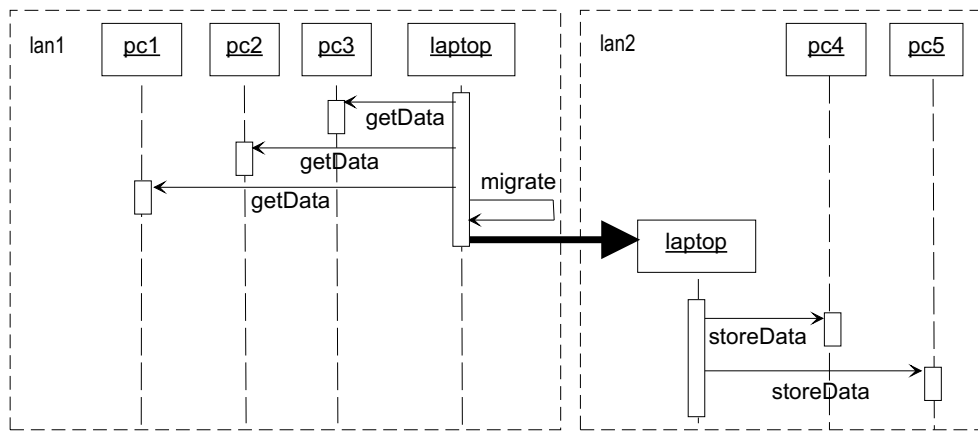 lan1
pc1
pc2
pc3
laptop
lan2
pc4
pc5
getData
getData
getData
migrate
laptop
storeData
storeData